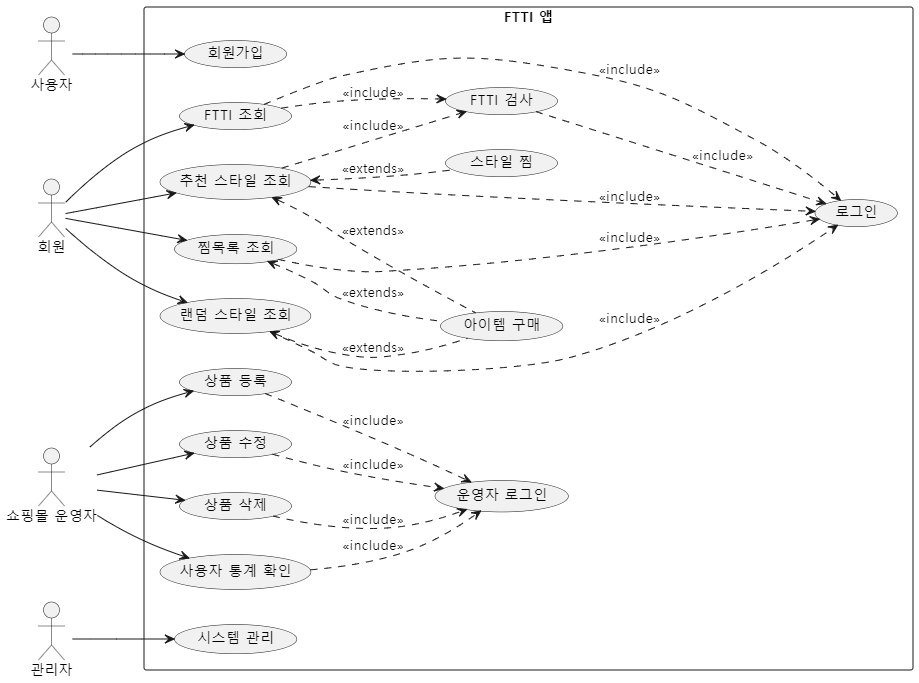 FTTI 앱
사용자
회원가입
회원
FTTI 조회
추천 스타일 조회
찜목록 조회
랜덤 스타일 조회
FTTI 검사
스타일 찜
아이템 구매
로그인
«include»
«include»
«include»
«include»
«extends»
«include»
«extends»
«include»
«extends»
«include»
«extends»
쇼핑몰 운영자
상품 등록
상품 수정
상품 삭제
사용자 통계 확인
운영자 로그인
«include»
«include»
«include»
«include»
관리자
시스템 관리